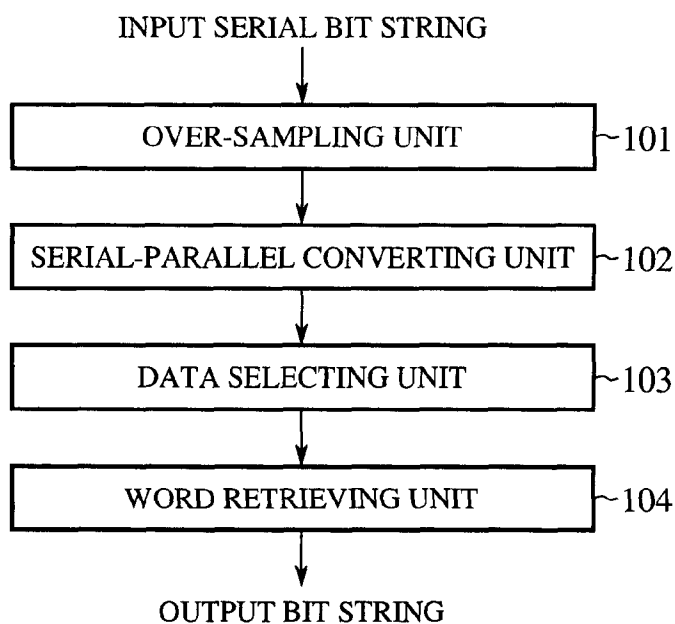 INPUT SERIAL BIT STRING
OVER-SAMPLING UNIT 101
SERIAL-PARALLEL CONVERTING UNIT 102
DATA SELECTING UNIT 103
WORD RETRIEVING UNIT 104
OUTPUT BIT STRING